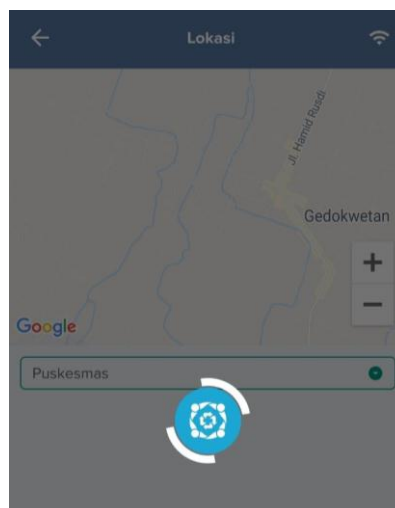 Lokasi
Jl. Hamid Rusdi
Gedokwetan
+
−
Google
Puskesmas